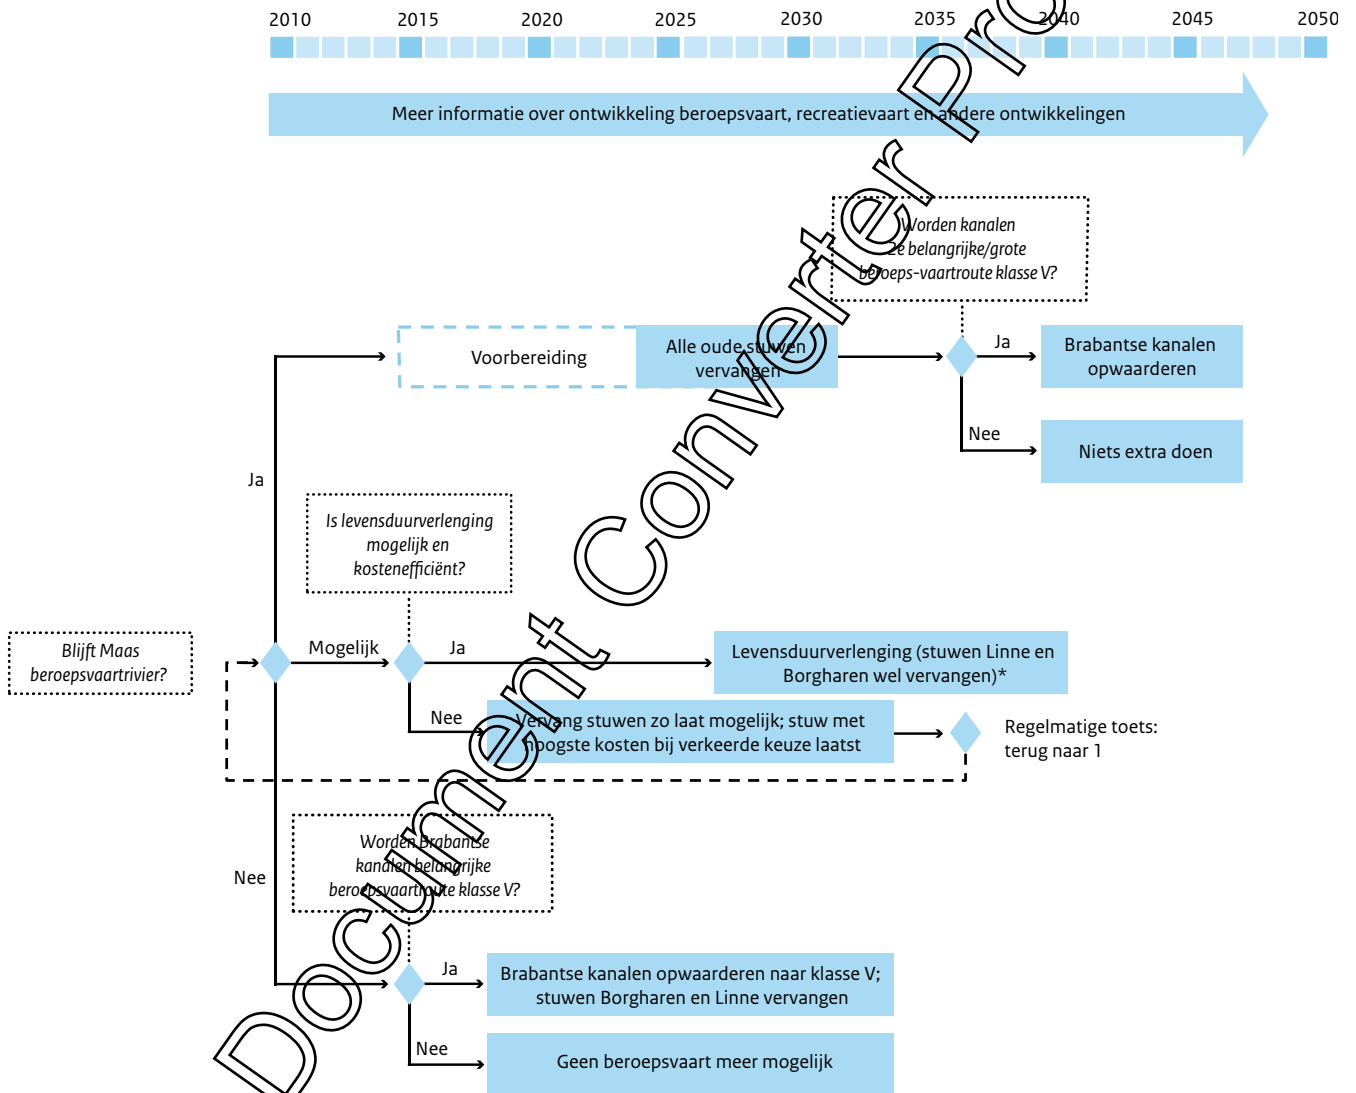 2010 2015 2020 2025 2030 2035 2040 2045 2050
Meer informatie over ontwikkeling beroepsvaart, recreatievaart en andere ontwikkelingen
Worden kanalen
2e belangrijke/grote
beroeps-vaartroute klasse V?
Voorbereiding
Alle oude stuwen
vervangen
Ja
Brabantse kanalen
opwaarderen
Nee
Niets extra doen
Ja
Is levensduurverlenging
mogelijk en
kostenefficiënt?
Blijft Maas
beroepsvaartrivier?
Mogelijk
Ja
Levensduurverlenging (stuwen Linne en
Borgharen wel vervangen)*
Nee
Vervang stuwen zo laat mogelijk; stuw met
hoogste kosten bij verkeerde keuze laatst
Regelmatige toets:
terug naar 1
Worden Brabantse
kanalen belangrijke
beroepsvaartroute klasse V?
Nee
Ja
Brabantse kanalen opwaarderen naar klasse V;
stuwen Borgharen en Linne vervangen
Nee
Geen beroepsvaart meer mogelijk
Document Converter Pro